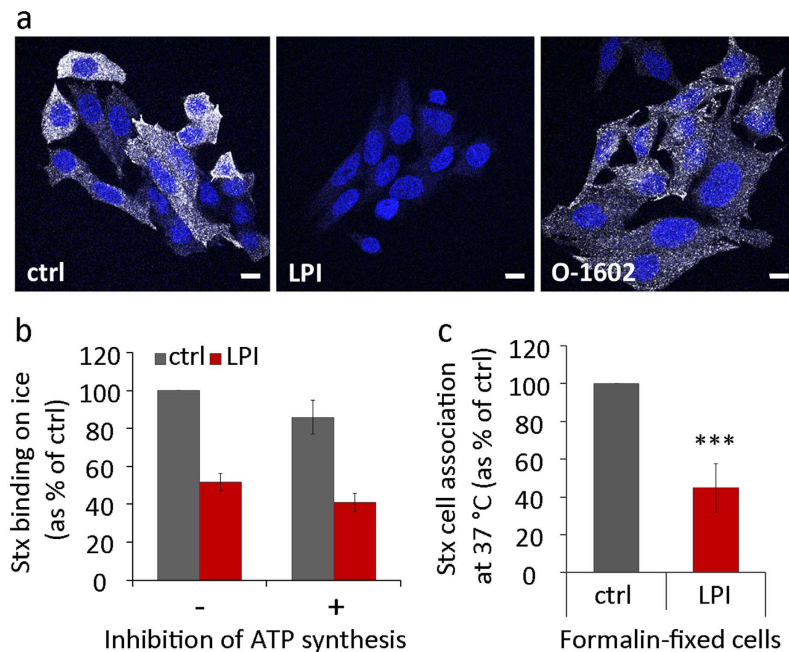 a
ctrl
LPI
O-1602
b
Stx binding on ice
(as % of ctrl)
120
100
80
60
40
20
0
ctrl
LPI
-
+
Inhibition of ATP synthesis
c
Stx cell association
at 37 °C (as % of ctrl)
120
100
80
60
40
20
0
***
ctrl
LPI
Formalin-fixed cells